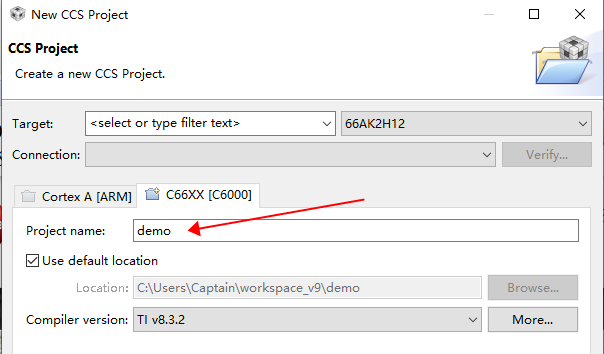 New CCS Project
CCS Project
Create a new CCS Project.
Target: <select or type filter text> 66AK2H12
Connection: Verify...
Cortex A [ARM] C66XX [C6000]
Project name: demo
Use default location
Location: C:\Users\Captain\workspace_v9\demo Browse...
Compiler version: TI v8.3.2 More...